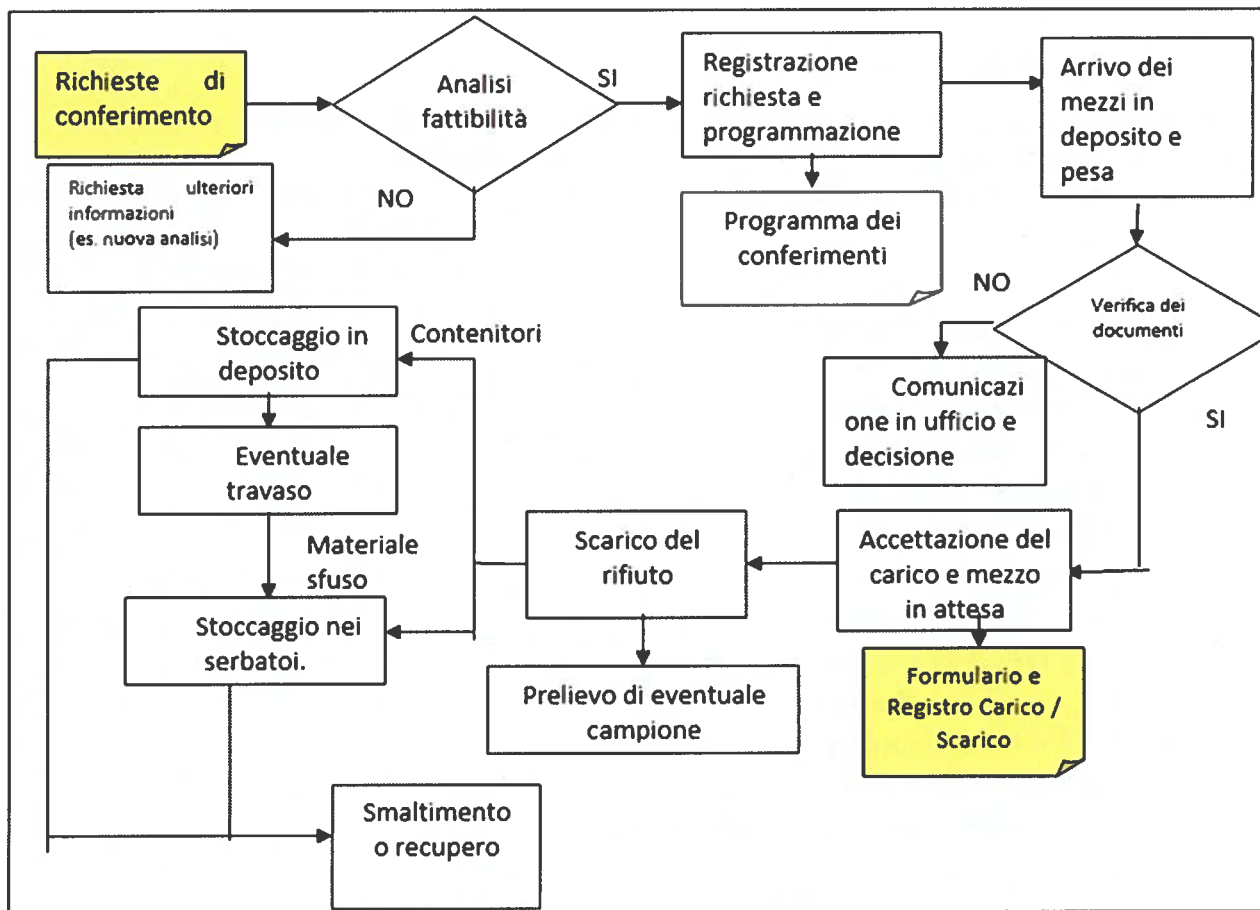 Richieste di
conferimento
Analisi
fattibilità
SI
Registrazione
richiesta e
programmazione
Arrivo dei
mezzi in
deposito e
pesa
Richiesta ulteriori
informazioni
(es. nuova analisi)
NO
Programma dei
conferimenti
NO
Verifica dei
documenti
Stoccaggio in
deposito
Contenitori
Comunicazi
one in ufficio e
decisione
SI
Eventuale
travaso
Materiale
sfuso
Scarico del
rifiuto
Accettazione del
carico e mezzo
in attesa
Stoccaggio nei
serbatoi.
Prelievo di eventuale
campione
Formulario e
Registro Carico /
Scarico
Smaltimento
o recupero